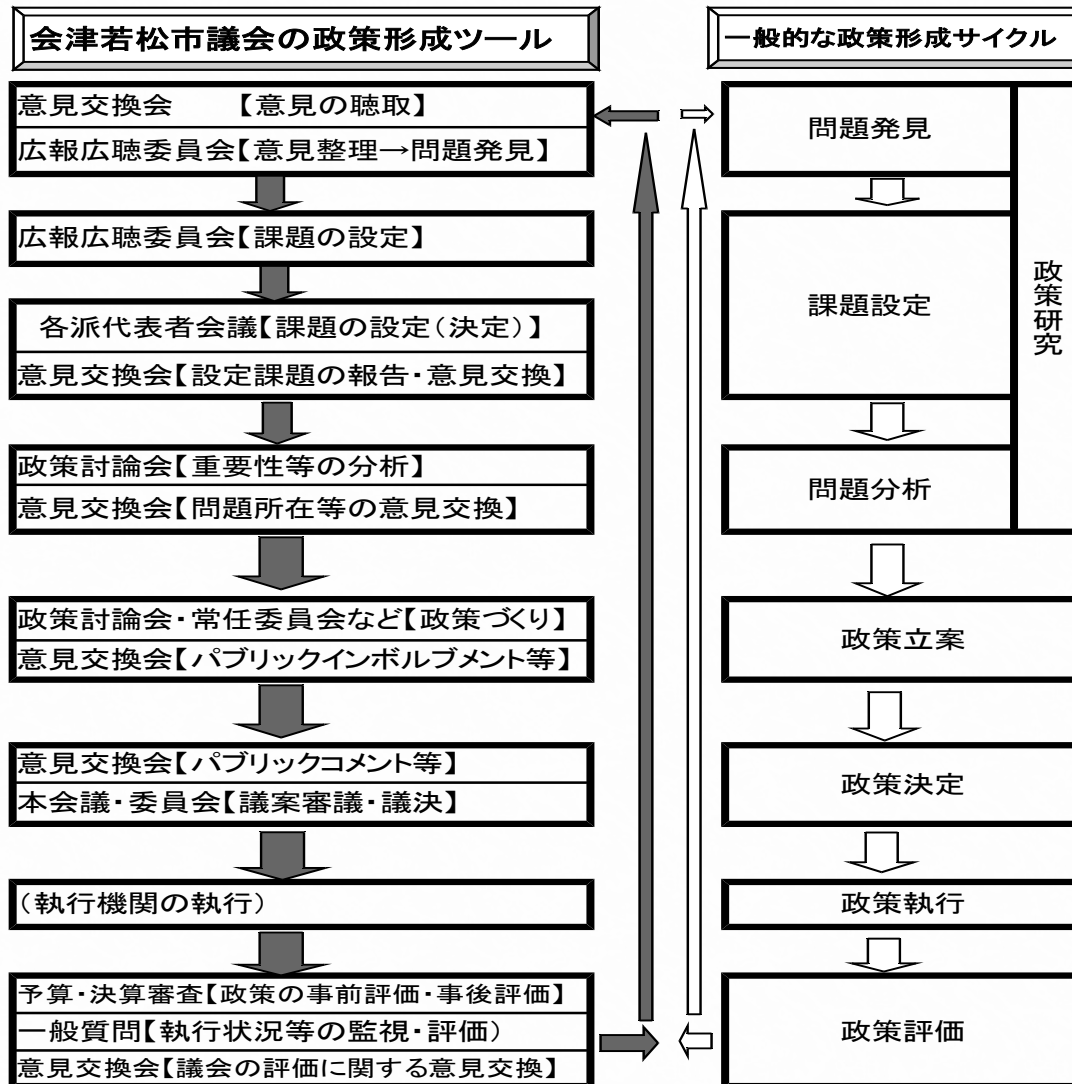 会津若松市議会の政策形成ツール
意見交換会　　【意見の聴取】
広報広聴委員会【意見整理→問題発見】
広報広聴委員会【課題の設定】
各派代表者会議【課題の設定（決定）】
意見交換会【設定課題の報告・意見交換】
政策討論会【重要性等の分析】
意見交換会【問題所在等の意見交換】
政策討論会・常任委員会など【政策づくり】
意見交換会【パブリックインボルブメント等】
意見交換会【パブリックコメント等】
本会議・委員会【議案審議・議決】
（執行機関の執行）
予算・決算審査【政策の事前評価・事後評価】
一般質問【執行状況等の監視・評価）
意見交換会【議会の評価に関する意見交換】
一般的な政策形成サイクル
問題発見
課題設定
問題分析
政策研究
政策立案
政策決定
政策執行
政策評価